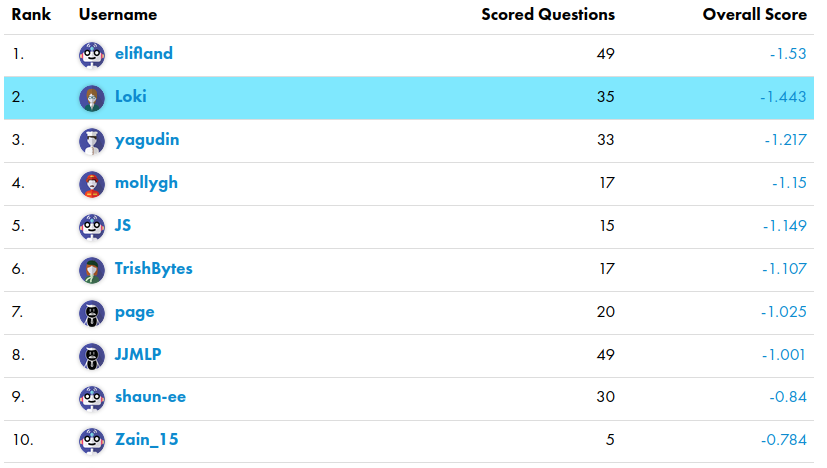 Rank Username Scored Questions Overall Score
1. elifland 49 -1.53
2. Loki 35 -1.443
3. yagudin 33 -1.217
4. mollygh 17 -1.15
5. JS 15 -1.149
6. TrishBytes 17 -1.107
7. page 20 -1.025
8. JJMLP 49 -1.001
9. shaun-ee 30 -0.84
10. Zain_15 5 -0.784